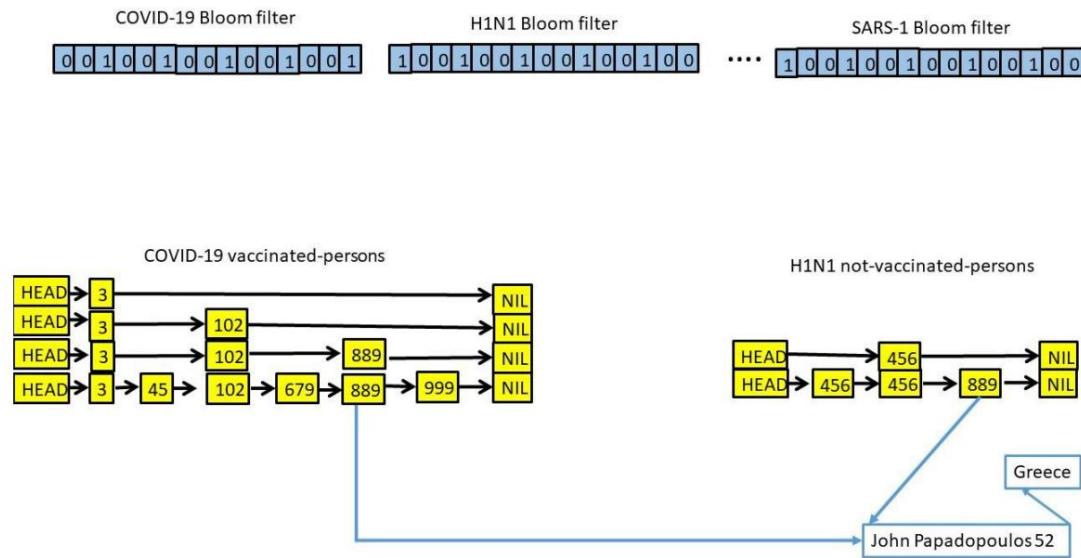 COVID-19 Bloom filter
H1N1 Bloom filter
SARS-1 Bloom filter
0 0 1 0 0 1 0 0 1 0 0 1 0 0 1
1 0 0 1 0 0 1 0 0 1 0 0 1 0 0
....
1 0 0 1 0 0 1 0 0 1 0 0 1 0 0
COVID-19 vaccinated-persons
HEAD 3 NIL
HEAD 3 102 NIL
HEAD 3 102 889 NIL
HEAD 3 45 102 679 889 999 NIL
H1N1 not-vaccinated-persons
HEAD 456 NIL
HEAD 456 456 889 NIL
Greece
John Papadopoulos 52